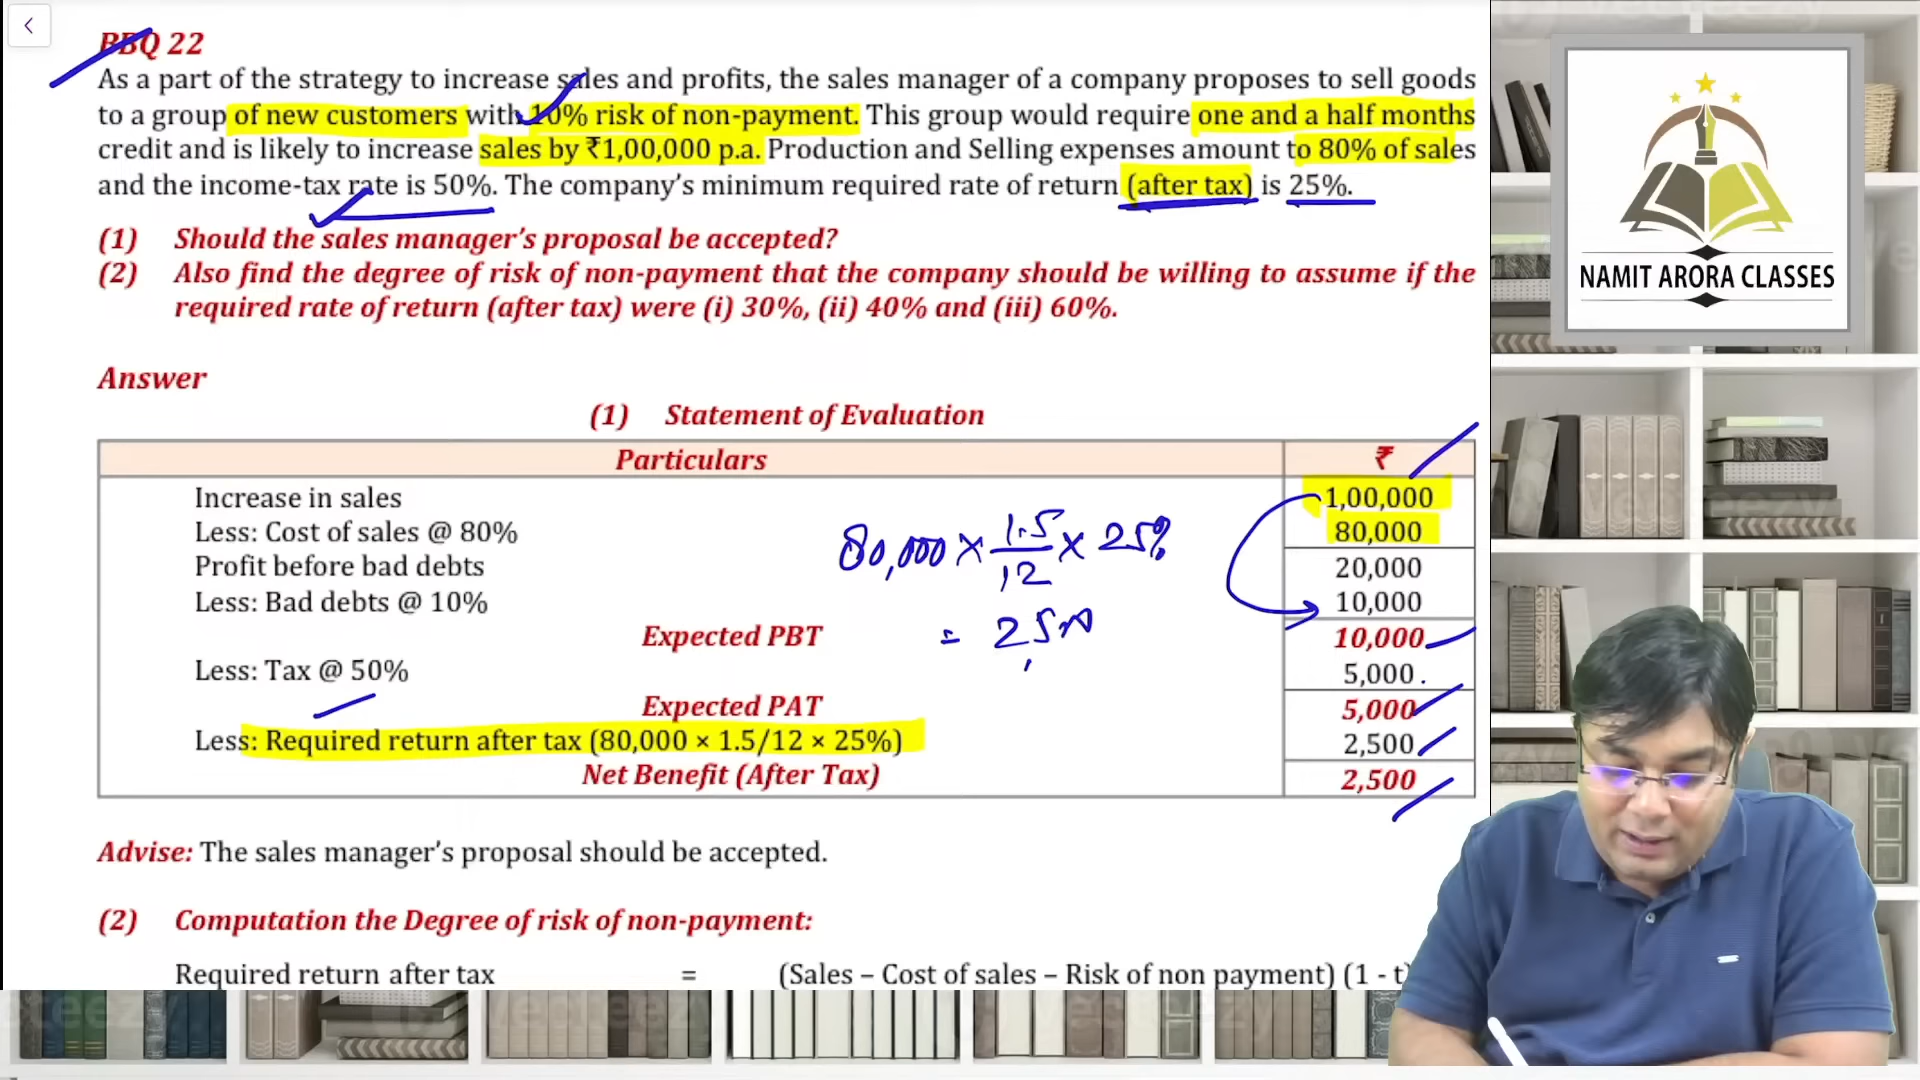 BBQ 22
As a part of the strategy to increase sales and profits, the sales manager of a company proposes to sell goods
to a group of new customers with 10% risk of non-payment. This group would require one and a half months
credit and is likely to increase sales by ₹1,00,000 p.a. Production and Selling expenses amount to 80% of sales
and the income-tax rate is 50%. The company’s minimum required rate of return (after tax) is 25%.
(1) Should the sales manager’s proposal be accepted?
(2) Also find the degree of risk of non-payment that the company should be willing to assume if the
required rate of return (after tax) were (i) 30%, (ii) 40% and (iii) 60%.
Answer
(1) Statement of Evaluation
Particulars ₹
Increase in sales 1,00,000
Less: Cost of sales @ 80% 80,000
Profit before bad debts 20,000
Less: Bad debts @ 10% 10,000
Expected PBT 10,000
Less: Tax @ 50% 5,000
Expected PAT 5,000
Less: Required return after tax (80,000 × 1.5/12 × 25%) 2,500
Net Benefit (After Tax) 2,500
80,000 × 1.5/12 × 25%
= 2,500
Advise: The sales manager’s proposal should be accepted.
(2) Computation the Degree of risk of non-payment:
Required return after tax = (Sales – Cost of sales – Risk of non payment) (1 - t)
NAMIT ARORA CLASSES